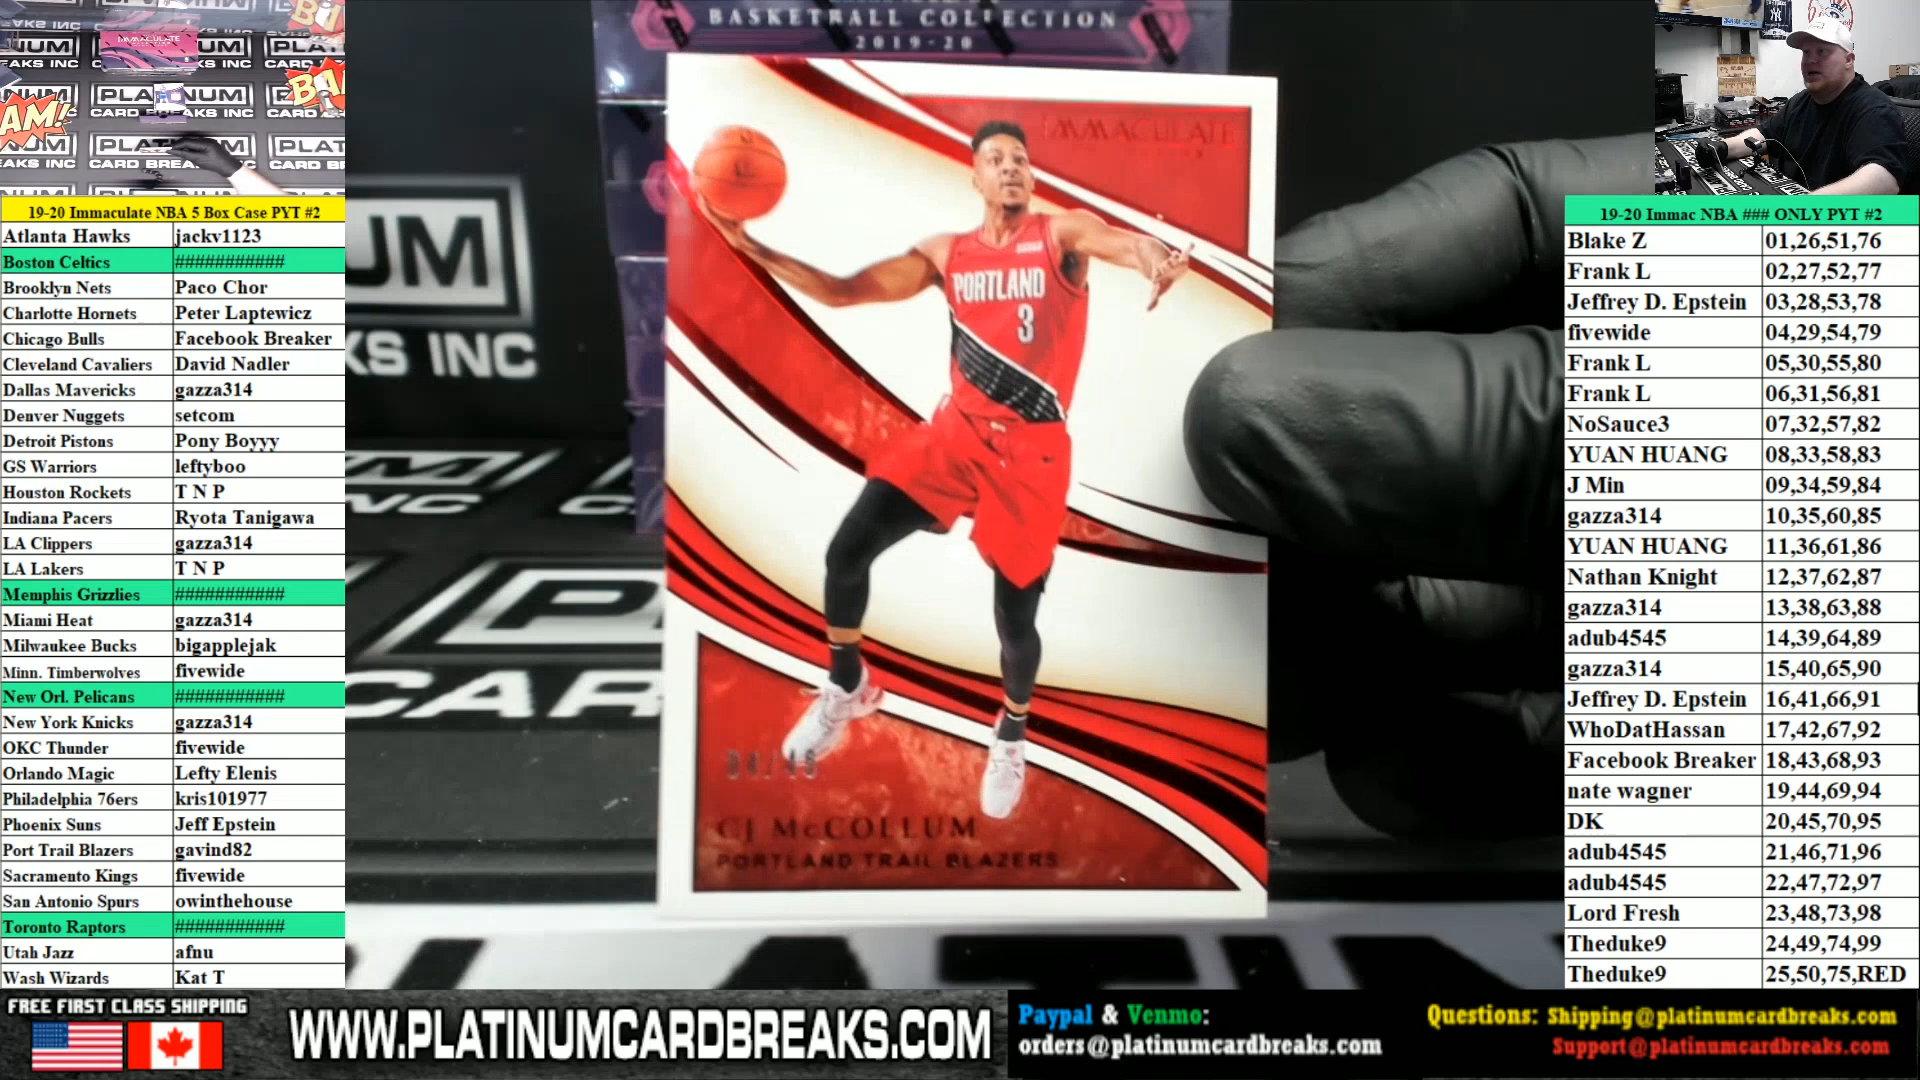 BASKETBALL COLLECTION
2019-20
IMMACULATE
PORTLAND
3
CJ McCOLLUM
PORTLAND TRAIL BLAZERS
PLATINUM
CARD BREAKS INC
19-20 Immaculate NBA 5 Box Case PYT #2
Atlanta Hawks jackv1123
Boston Celtics ###########
Brooklyn Nets Paco Chor
Charlotte Hornets Peter Laptewicz
Chicago Bulls Facebook Breaker
Cleveland Cavaliers David Nadler
Dallas Mavericks gazza314
Denver Nuggets setcom
Detroit Pistons Pony Boyyy
GS Warriors leftyboo
Houston Rockets T N P
Indiana Pacers Ryota Tanigawa
LA Clippers gazza314
LA Lakers T N P
Memphis Grizzlies ###########
Miami Heat gazza314
Milwaukee Bucks bigapplejak
Minn. Timberwolves fivewide
New Orl. Pelicans ###########
New York Knicks gazza314
OKC Thunder fivewide
Orlando Magic Lefty Elenis
Philadelphia 76ers kris101977
Phoenix Suns Jeff Epstein
Port Trail Blazers gavind82
Sacramento Kings fivewide
San Antonio Spurs owinthehouse
Toronto Raptors ###########
Utah Jazz afnu
Wash Wizards Kat T
19-20 Immac NBA ### ONLY PYT #2
Blake Z 01,26,51,76
Frank L 02,27,52,77
Jeffrey D. Epstein 03,28,53,78
fivewide 04,29,54,79
Frank L 05,30,55,80
Frank L 06,31,56,81
NoSauce3 07,32,57,82
YUAN HUANG 08,33,58,83
J Min 09,34,59,84
gazza314 10,35,60,85
YUAN HUANG 11,36,61,86
Nathan Knight 12,37,62,87
gazza314 13,38,63,88
adub4545 14,39,64,89
gazza314 15,40,65,90
Jeffrey D. Epstein 16,41,66,91
WhoDatHassan 17,42,67,92
Facebook Breaker 18,43,68,93
nate wagner 19,44,69,94
DK 20,45,70,95
adub4545 21,46,71,96
adub4545 22,47,72,97
Lord Fresh 23,48,73,98
Theduke9 24,49,74,99
Theduke9 25,50,75,RED
FREE FIRST CLASS SHIPPING
WWW.PLATINUMCARDBREAKS.COM
Paypal & Venmo:
orders@platinumcardbreaks.com
Questions: Shipping@platinumcardbreaks.com
Support@platinumcardbreaks.com